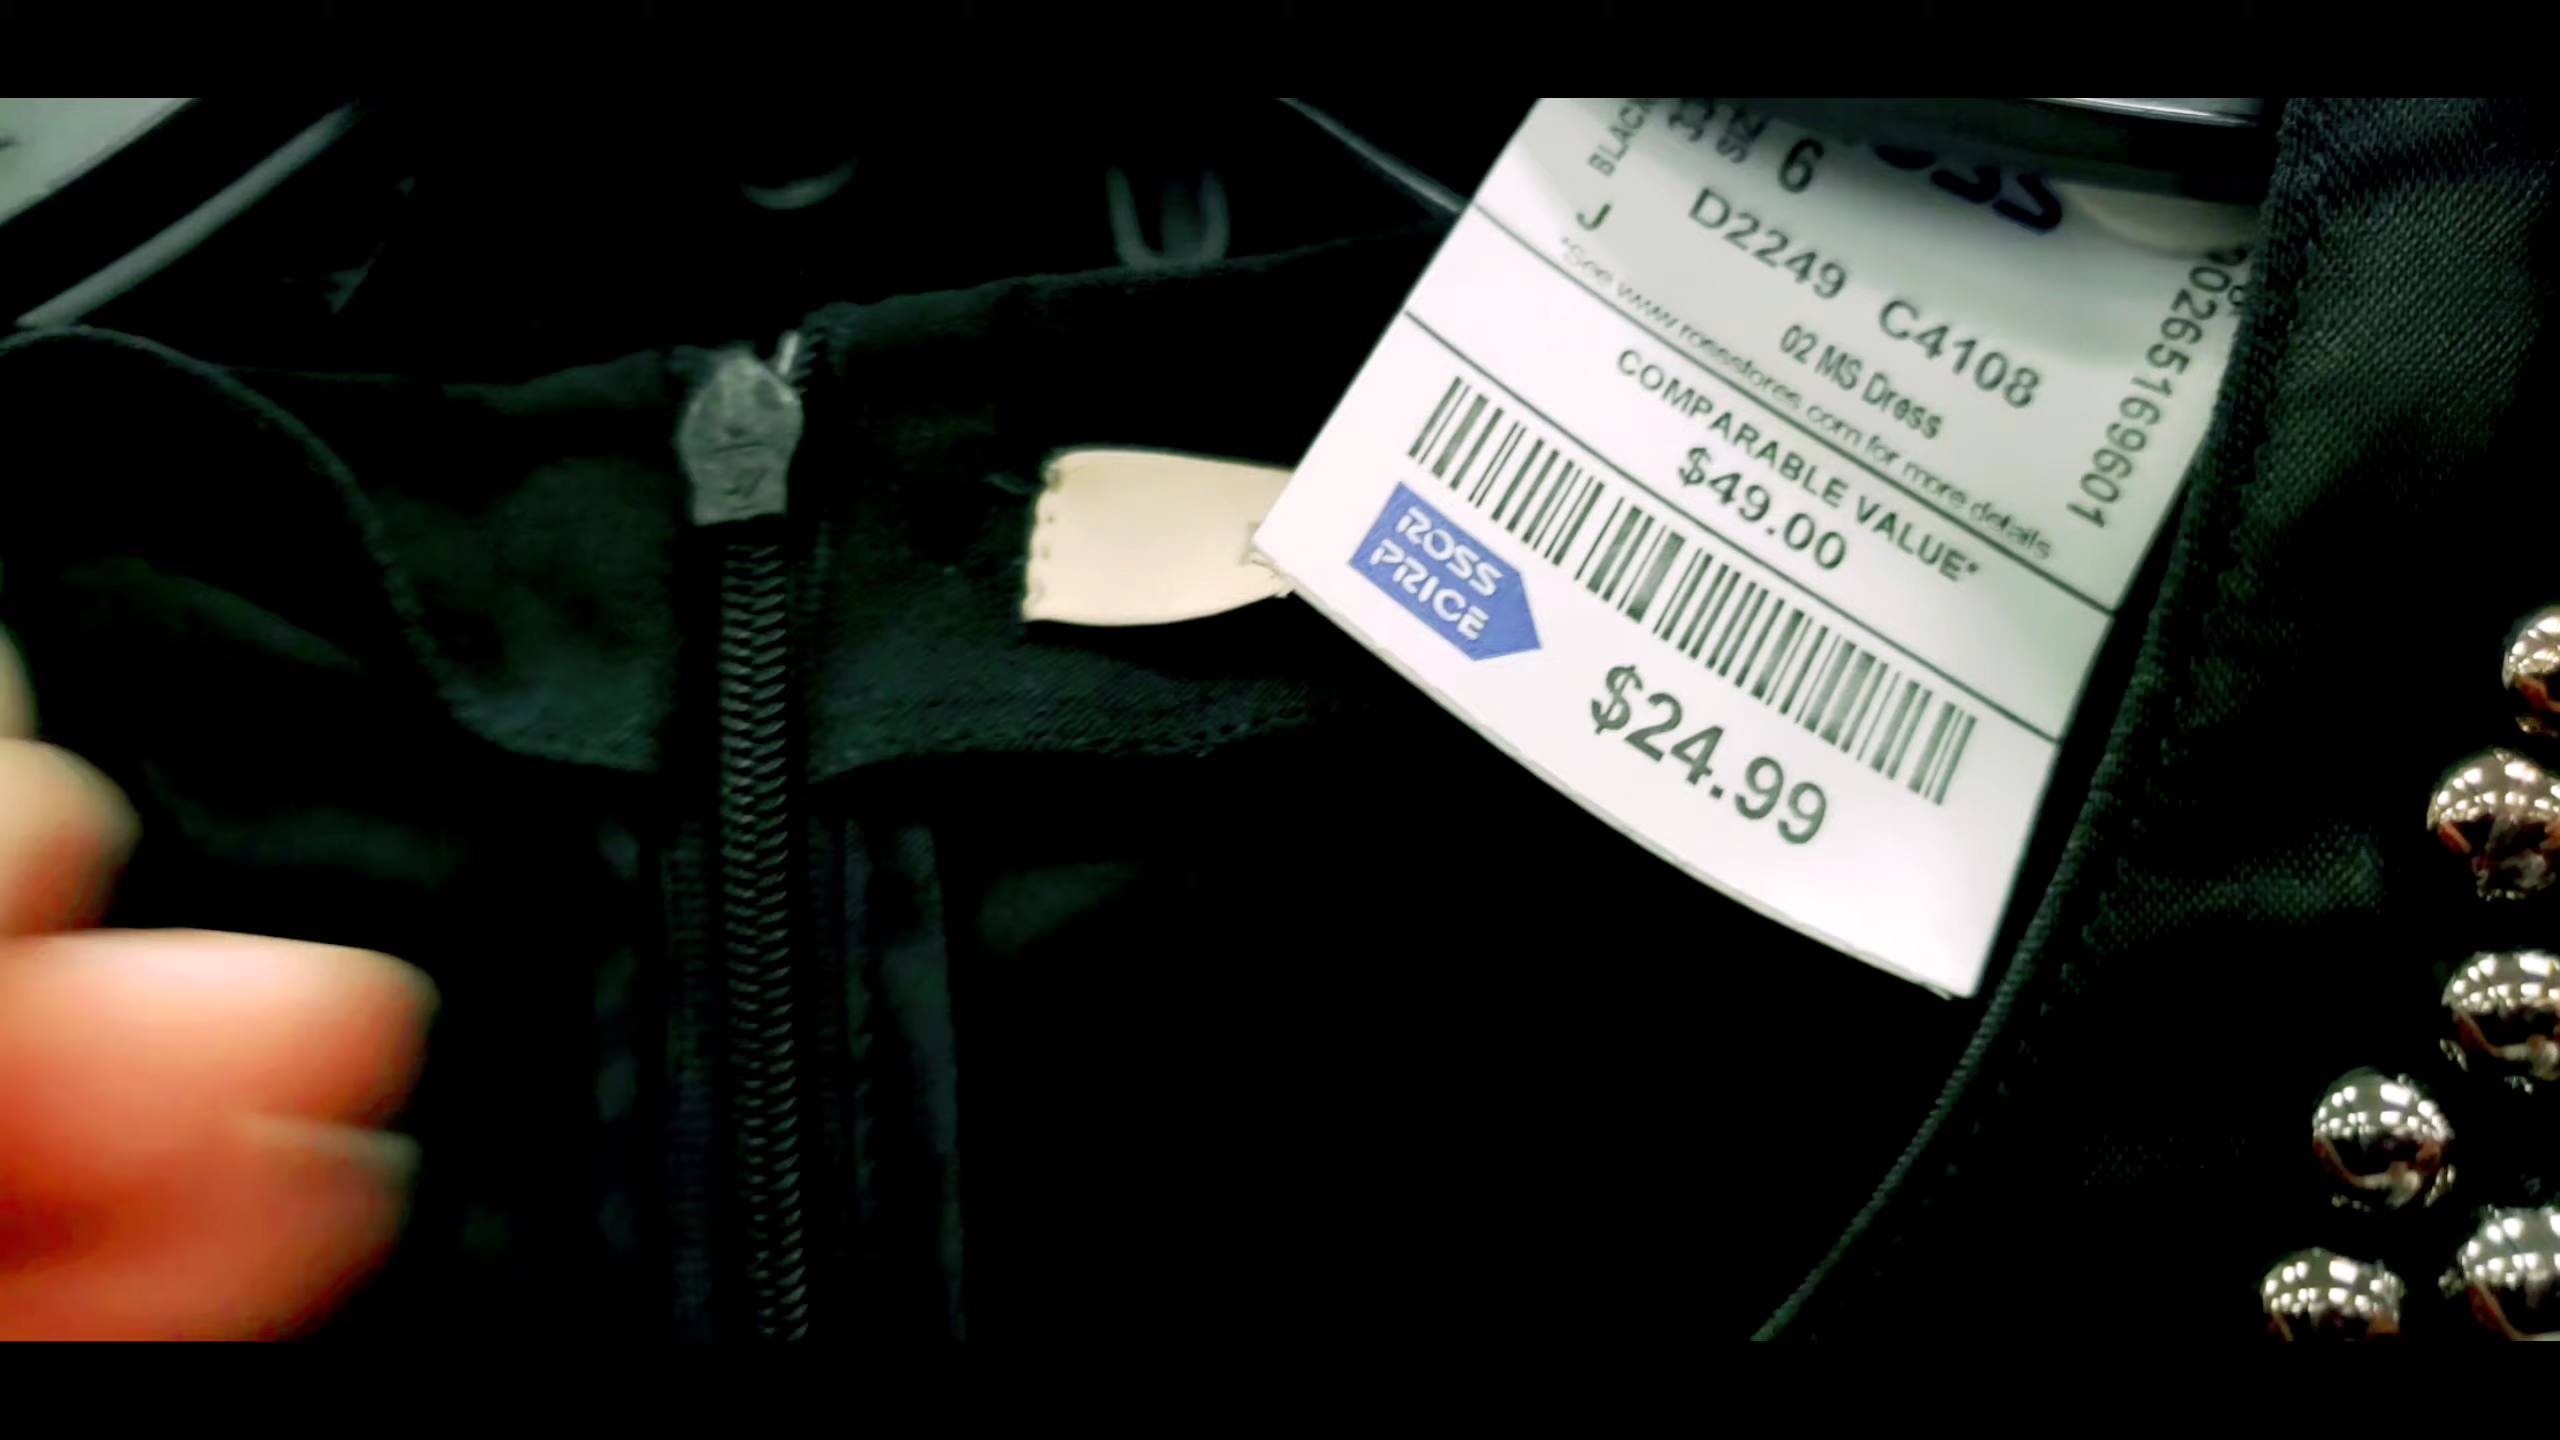 6
J
D2249 C4108
02 MS Dress
*See www.rossstores.com for more details
COMPARABLE VALUE*
$49.00
ROSS
PRICE
$24.99